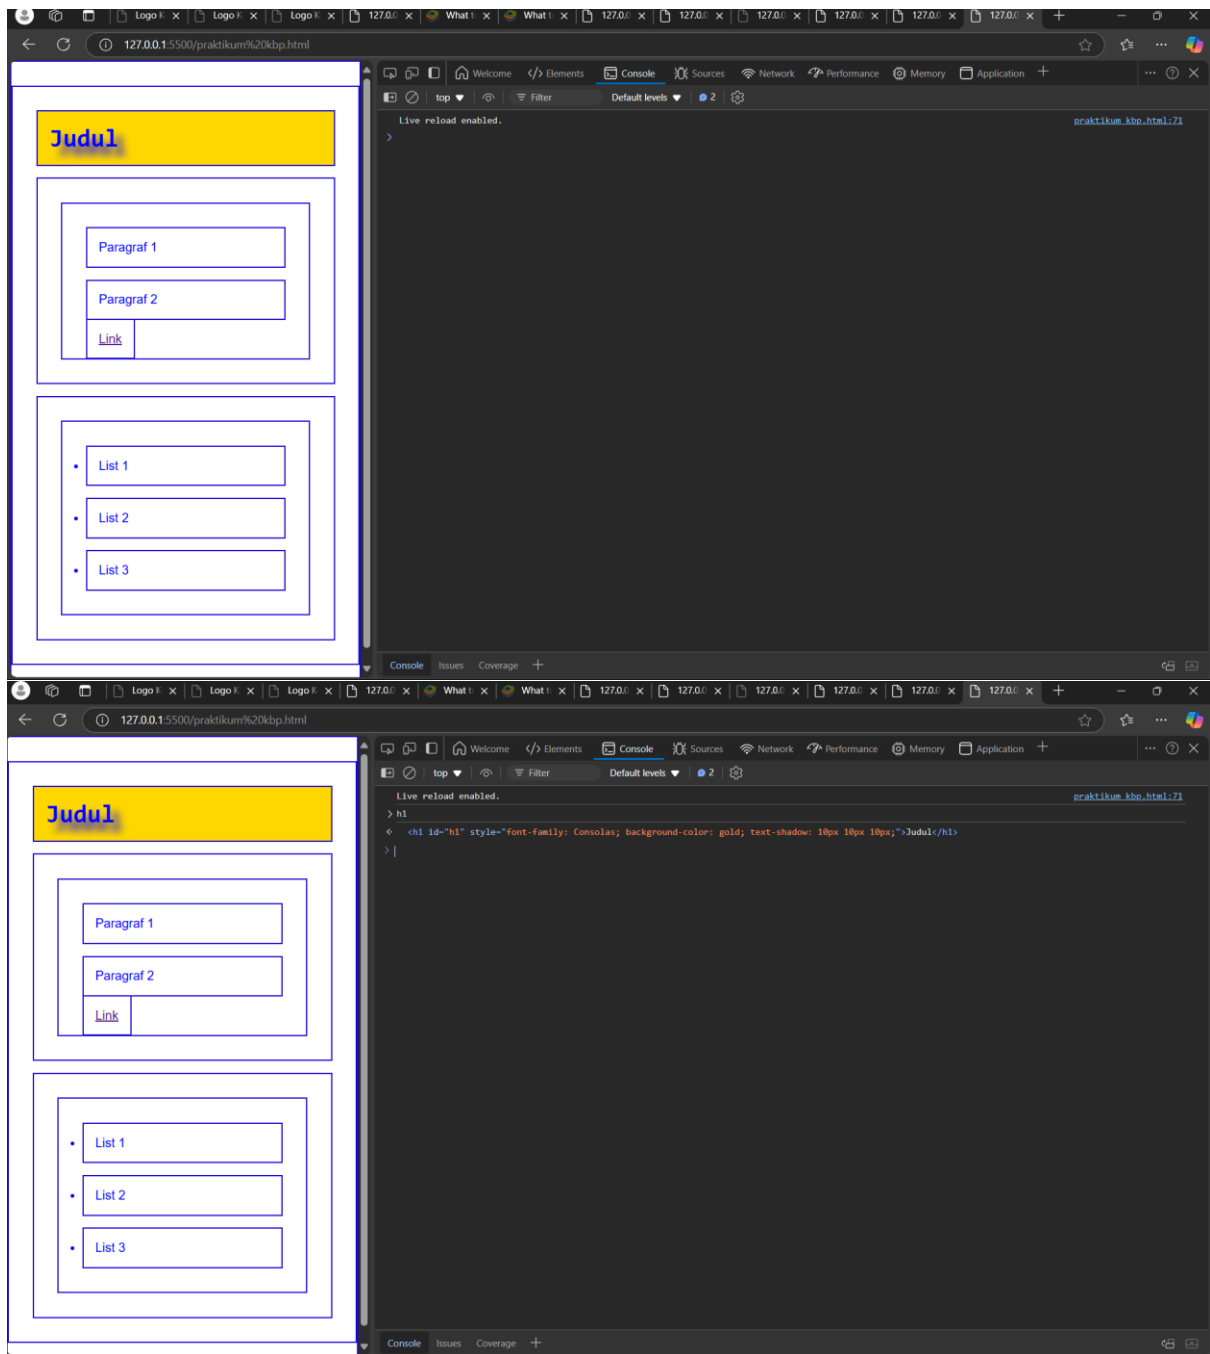 Logo K Logo K Logo K 127.0.0 What t What t 127.0.0 127.0.0 127.0.0 127.0.0 127.0.0 127.0.0
127.0.0.1:5500/praktikum%20kbp.html
Welcome </> Elements Console Sources Network Performance Memory Application
top Filter Default levels 2
Live reload enabled. praktikum kbp.html:71
Judul
Paragraf 1
Paragraf 2
Link
List 1
List 2
List 3
Console Issues Coverage
Logo K Logo K Logo K 127.0.0 What t What t 127.0.0 127.0.0 127.0.0 127.0.0 127.0.0 127.0.0
127.0.0.1:5500/praktikum%20kbp.html
Welcome </> Elements Console Sources Network Performance Memory Application
top Filter Default levels 2
Live reload enabled. praktikum kbp.html:71
> h1
<h1 id="h1" style="font-family: Consolas; background-color: gold; text-shadow: 10px 10px 10px;">Judul</h1>
Judul
Paragraf 1
Paragraf 2
Link
List 1
List 2
List 3
Console Issues Coverage